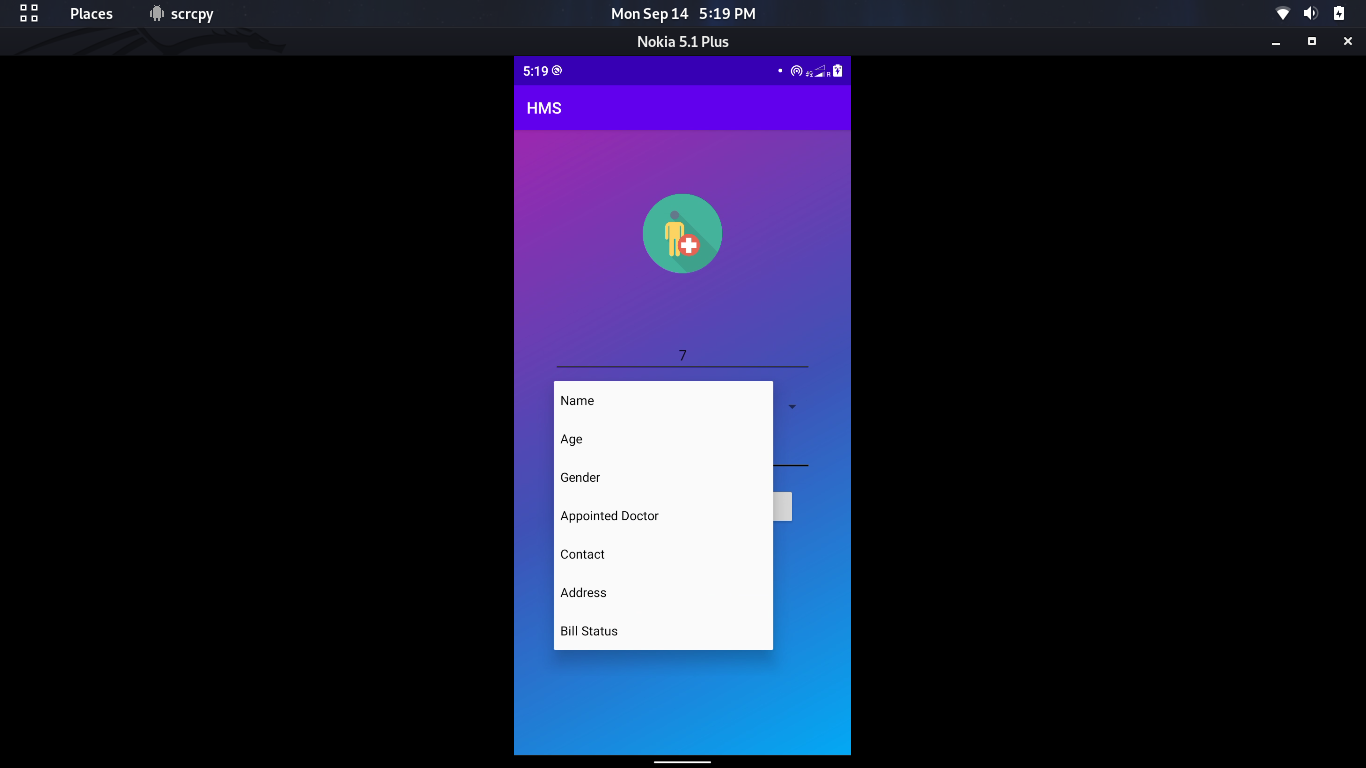 Places scrcpy Mon Sep 14 5:19 PM
Nokia 5.1 Plus
5:19 R
HMS
7
Name
Age
Gender
Appointed Doctor
Contact
Address
Bill Status